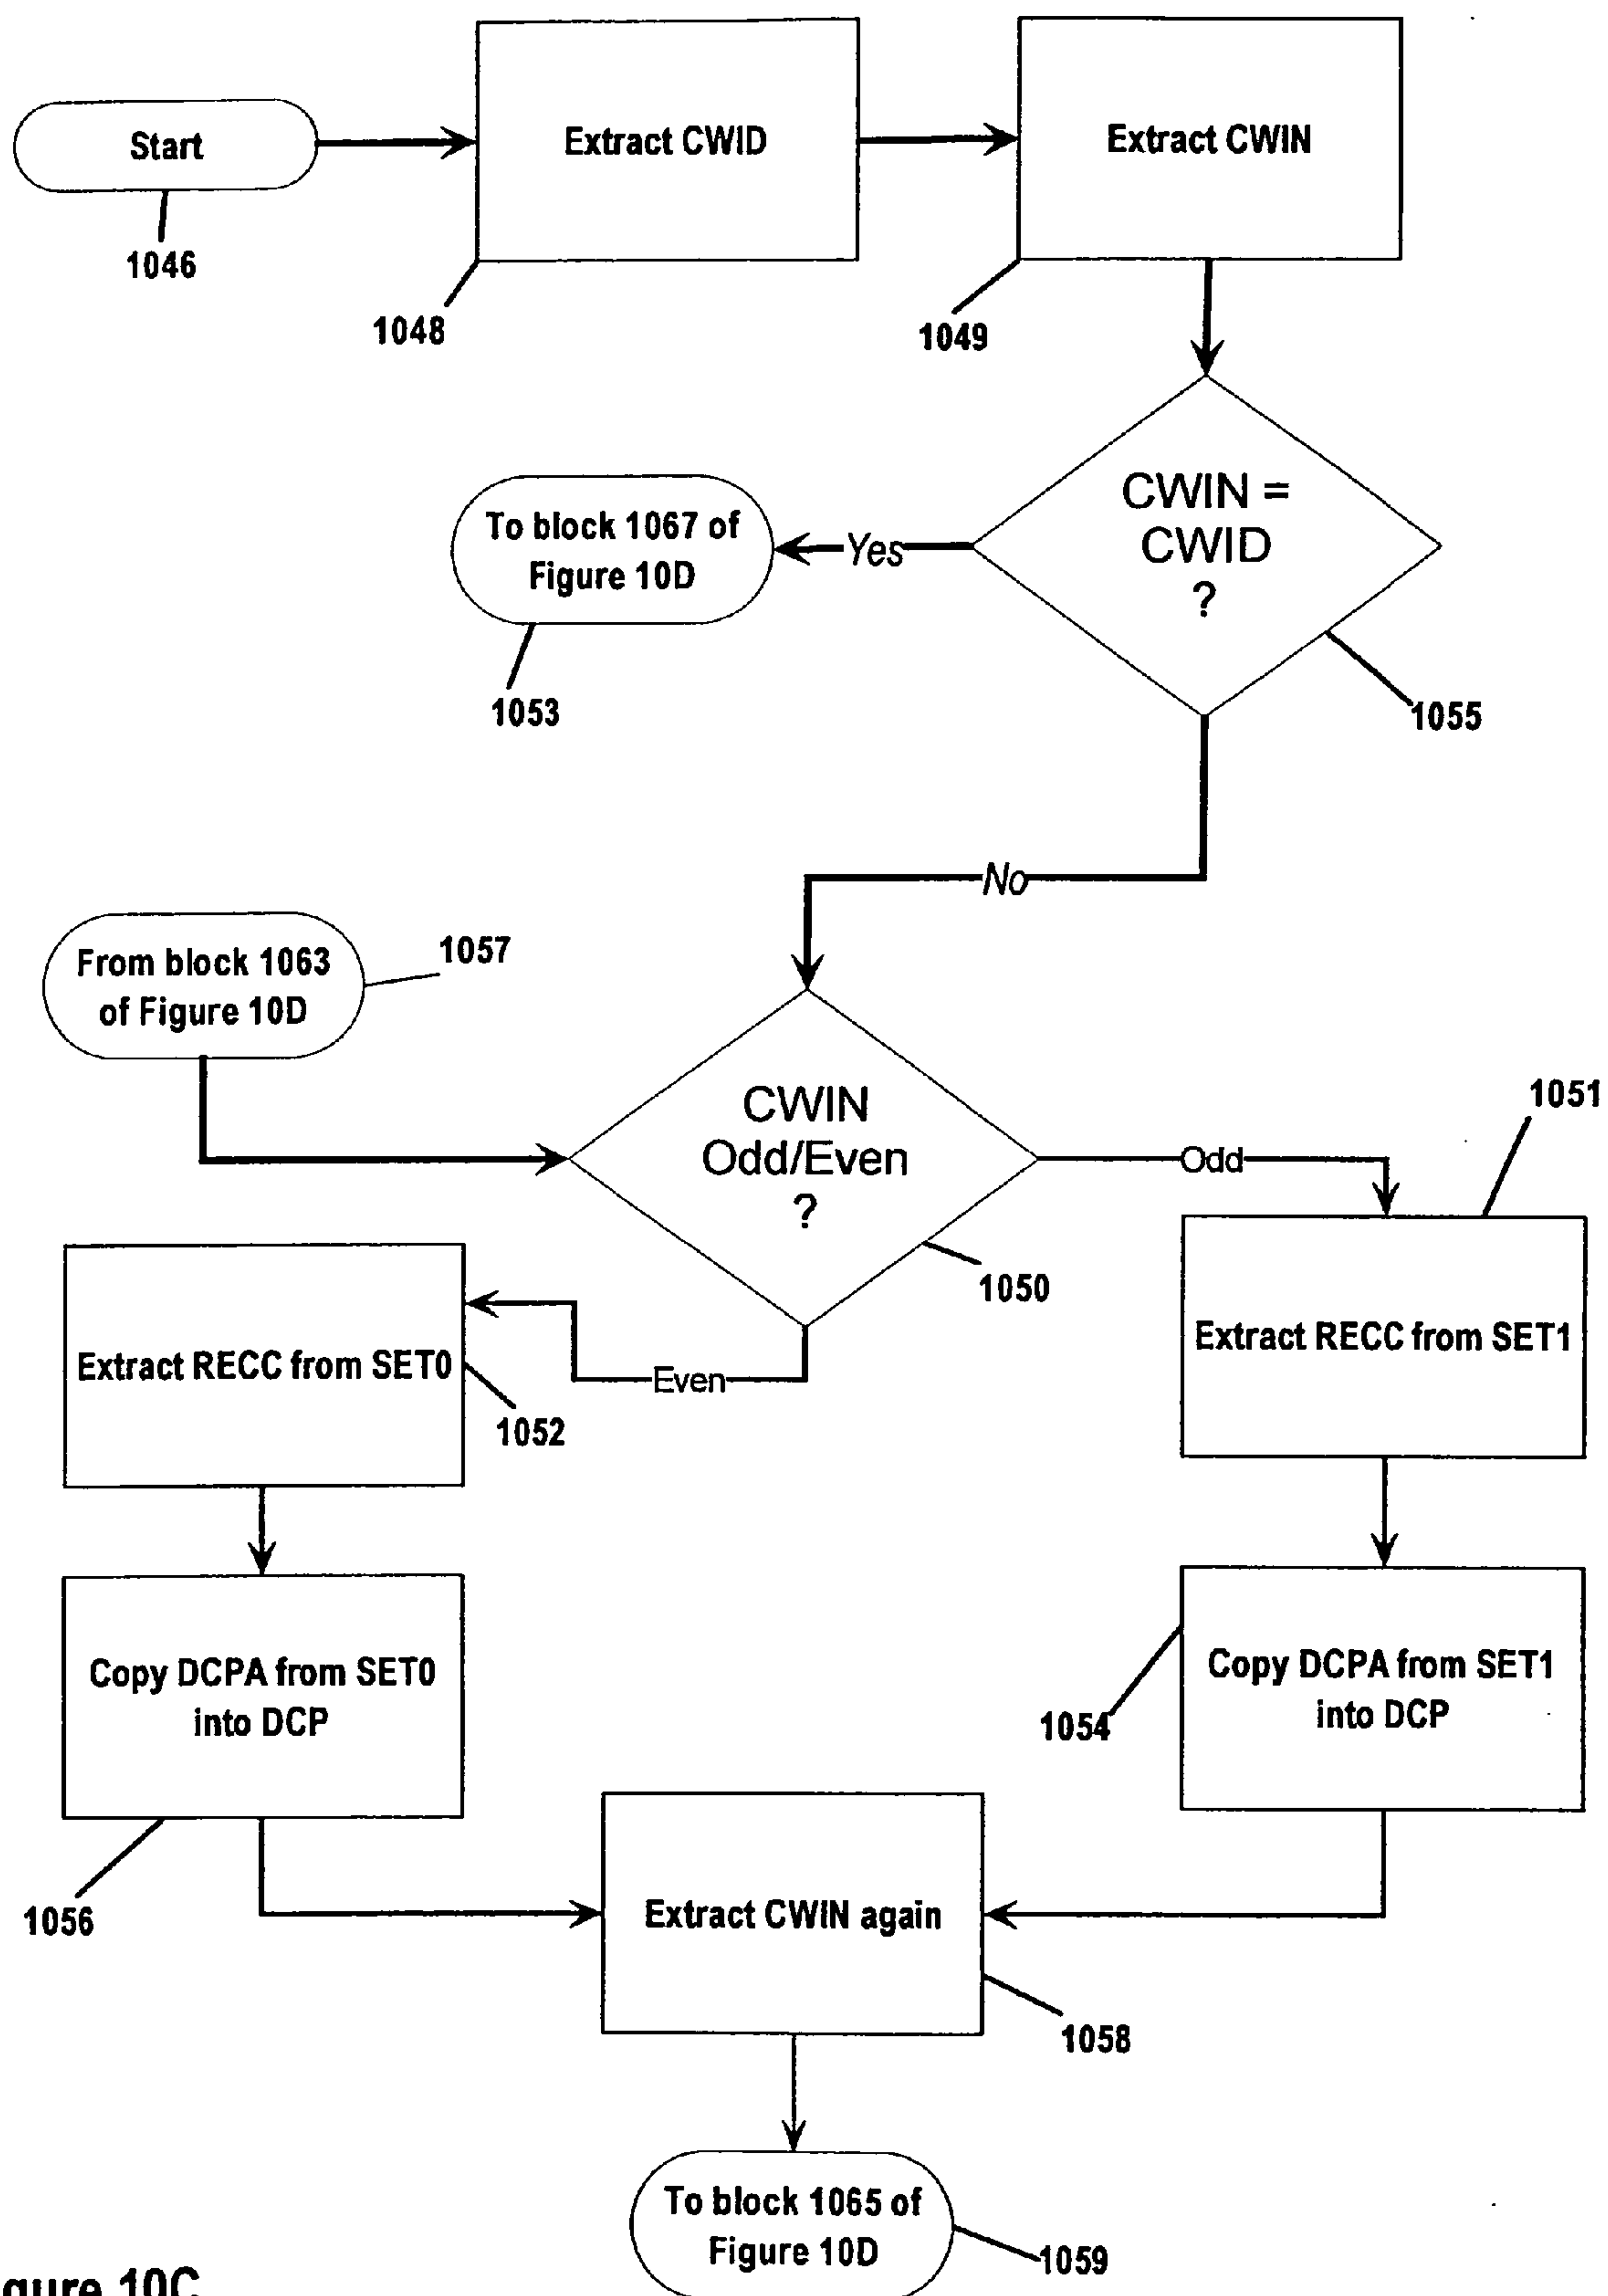 Start
1046
Extract CWID
1048
Extract CWIN
1049
CWIN =
CWID
?
1055
Yes
To block 1067 of
Figure 10D
1053
No
From block 1063
of Figure 10D
1057
CWIN
Odd/Even
?
1050
Odd
1051
Extract RECC from SET1
Even
Extract RECC from SET0
1052
Copy DCPA from SET0
into DCP
1056
Copy DCPA from SET1
into DCP
1054
Extract CWIN again
1058
To block 1065 of
Figure 10D
1059
gure 10C